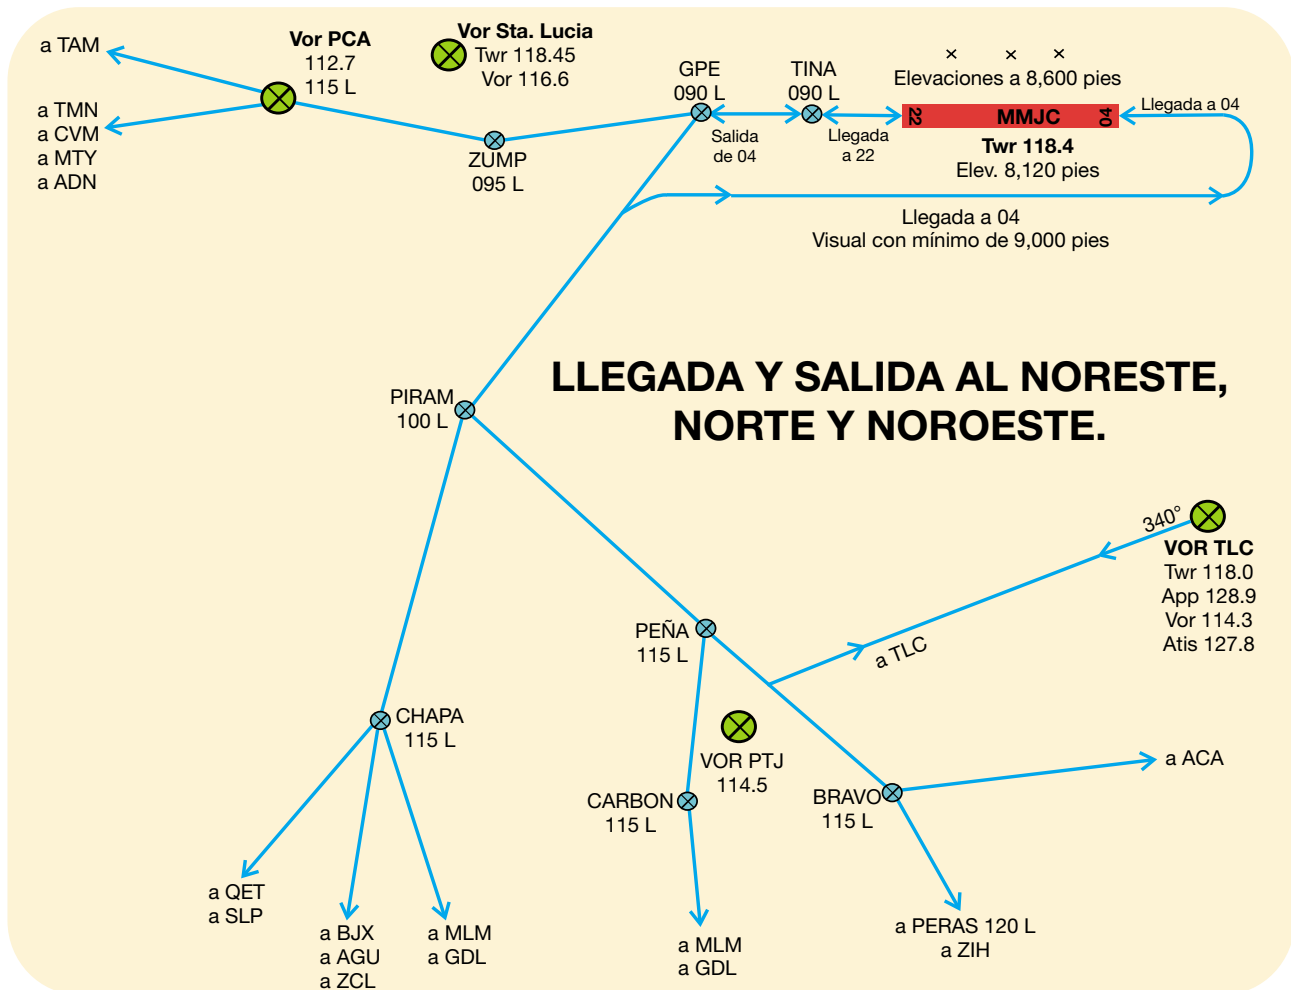 a TAM
a TMN
a CVM
a MTY
a ADN
Vor PCA
112.7
115 L
Vor Sta. Lucia
Twr 118.45
Vor 116.6
ZUMP
095 L
GPE
090 L
TINA
090 L
Salida
de 04
Llegada
a 22
Elevaciones a 8,600 pies
22
MMJC
04
Llegada a 04
Twr 118.4
Elev. 8,120 pies
Llegada a 04
Visual con mínimo de 9,000 pies
LLEGADA Y SALIDA AL NORESTE,
NORTE Y NOROESTE.
PIRAM
100 L
340°
VOR TLC
Twr 118.0
App 128.9
Vor 114.3
Atis 127.8
a TLC
PEÑA
115 L
CHAPA
115 L
VOR PTJ
114.5
CARBON
115 L
BRAVO
115 L
a ACA
a QET
a SLP
a BJX
a AGU
a ZCL
a MLM
a GDL
a MLM
a GDL
a PERAS 120 L
a ZIH